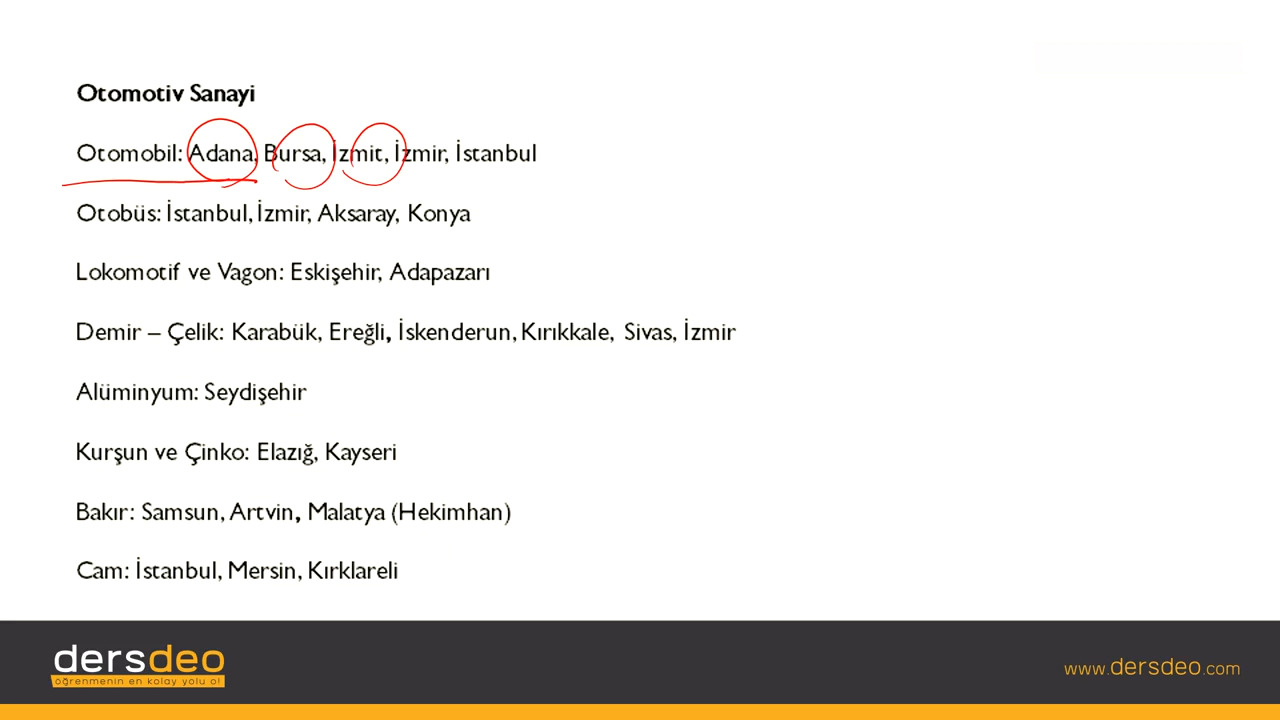 Otomotiv Sanayi
Otomobil: Adana, Bursa, İzmit, İzmir, İstanbul
Otobüs: İstanbul, İzmir, Aksaray, Konya
Lokomotif ve Vagon: Eskişehir, Adapazarı
Demir – Çelik: Karabük, Ereğli, İskenderun, Kırıkkale, Sivas, İzmir
Alüminyum: Seydişehir
Kurşun ve Çinko: Elazığ, Kayseri
Bakır: Samsun, Artvin, Malatya (Hekimhan)
Cam: İstanbul, Mersin, Kırklareli
dersdeo
öğrenmenin en kolay yolu o!
www.dersdeo.com